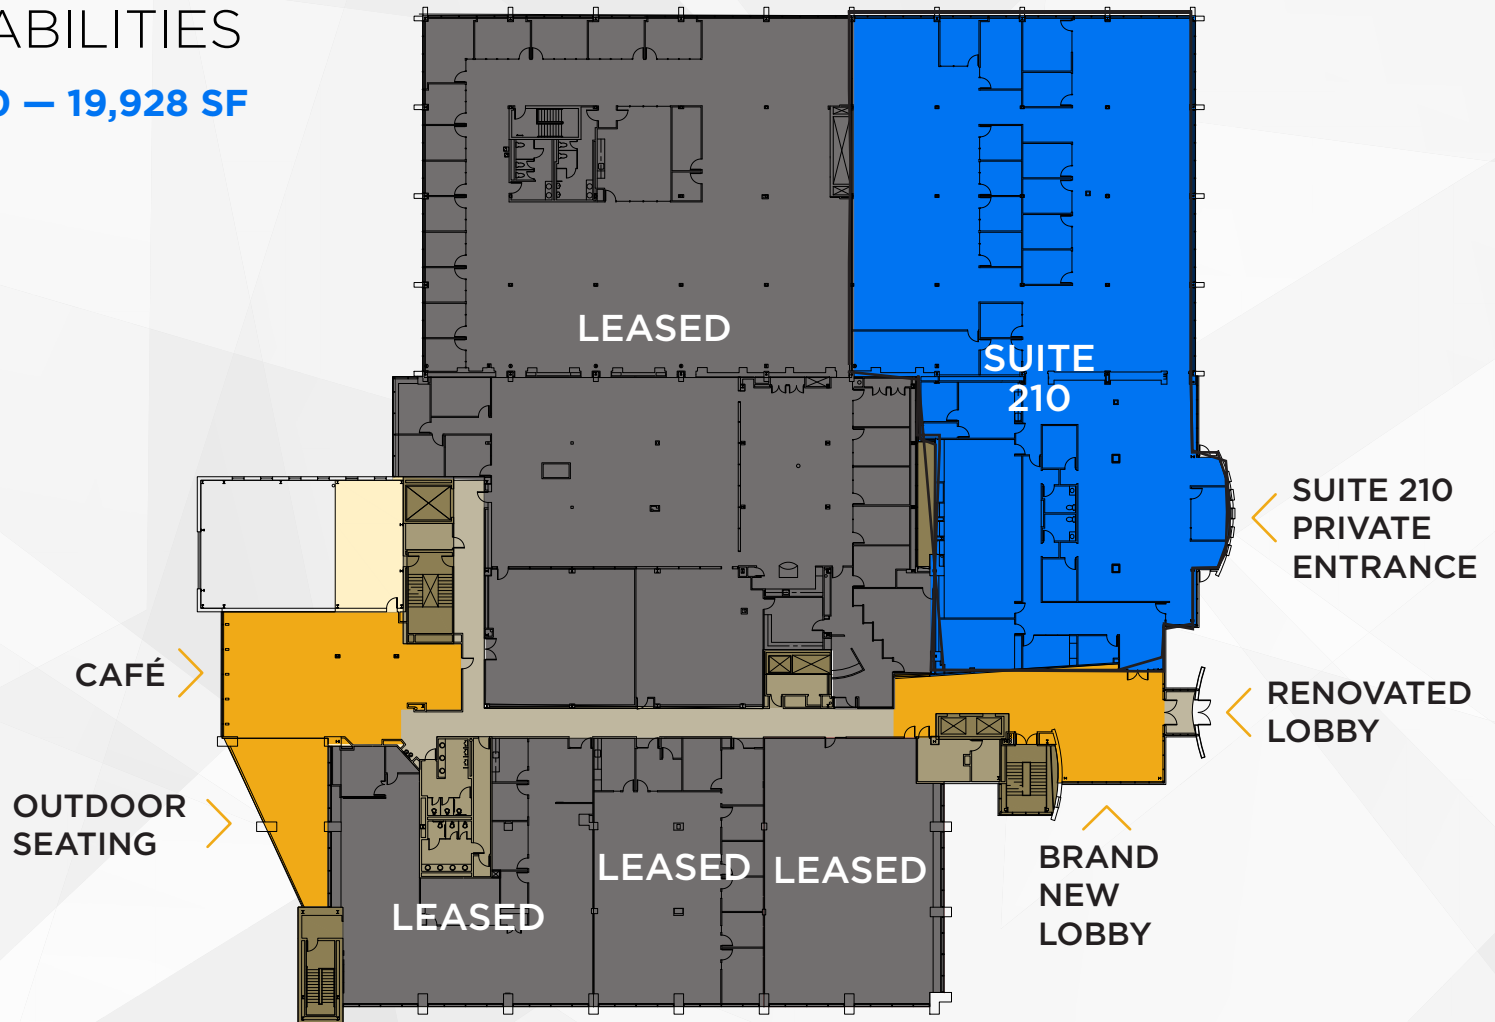 ABILITIES
0 — 19,928 SF
LEASED
SUITE
210
SUITE 210
PRIVATE
ENTRANCE
CAFÉ
RENOVATED
LOBBY
OUTDOOR
SEATING
LEASED
LEASED
LEASED
BRAND
NEW
LOBBY